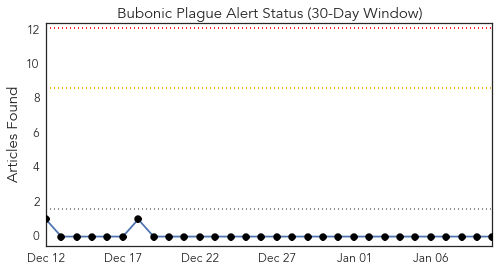 Bubonic Plague Alert Status (30-Day Window)
Articles Found
12
10
8
6
4
2
0
Dec 12 Dec 17 Dec 22 Dec 27 Jan 01 Jan 06